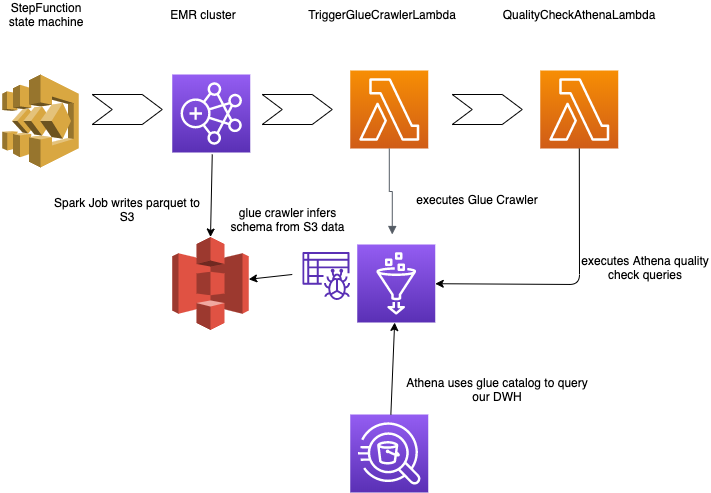 StepFunction
state machine
EMR cluster
TriggerGlueCrawlerLambda
QualityCheckAthenaLambda
Spark Job writes parquet to
S3
glue crawler infers
schema from S3 data
executes Glue Crawler
executes Athena quality
check queries
Athena uses glue catalog to query
our DWH